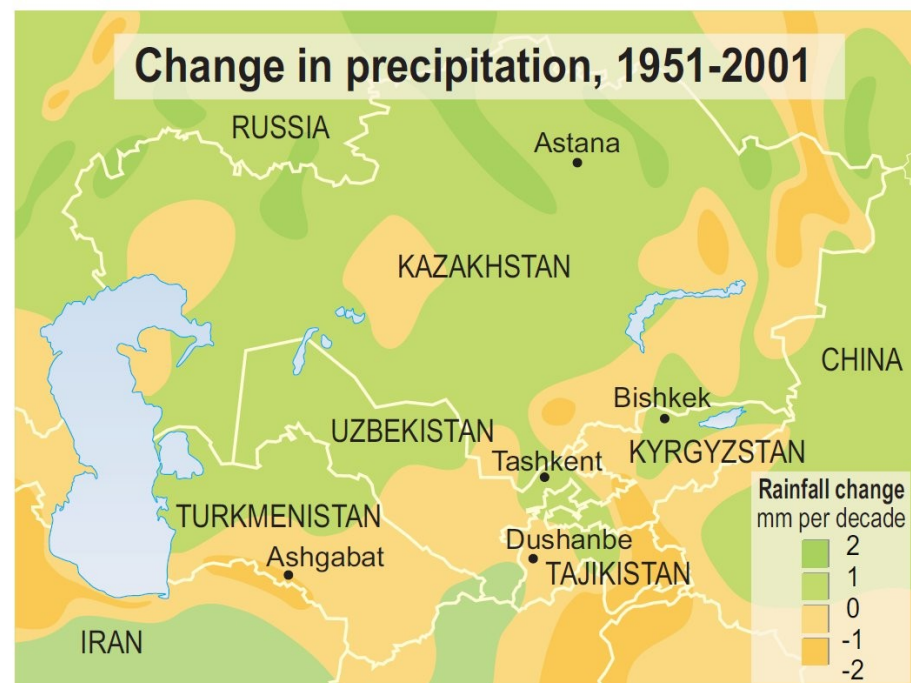 Change in precipitation, 1951-2001
RUSSIA
Astana
KAZAKHSTAN
CHINA
Bishkek
UZBEKISTAN
KYRGYZSTAN
Tashkent
TURKMENISTAN
Dushanbe
Ashgabat
TAJIKISTAN
IRAN
Rainfall change
mm per decade
2
1
0
-1
-2